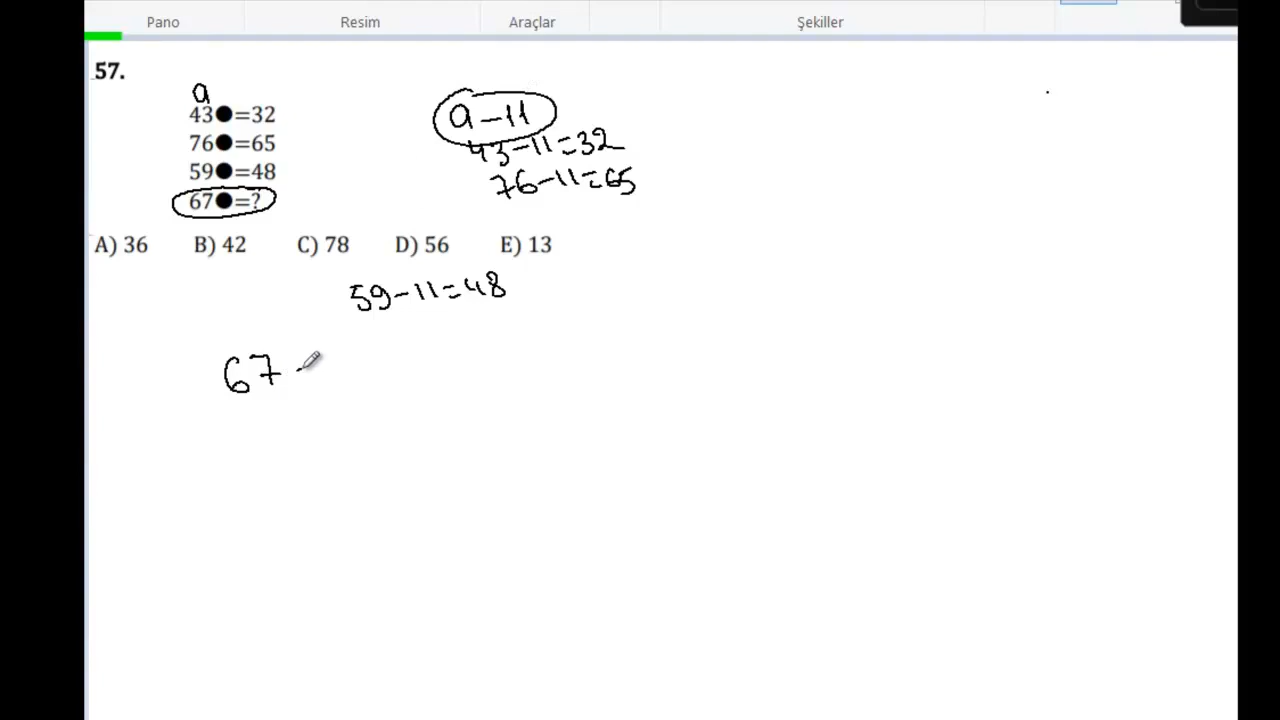 Pano Resim Araçlar Şekiller
57.
a
43●=32
76●=65
59●=48
67●=?
a-11
43-11=32
76-11=65
A) 36 B) 42 C) 78 D) 56 E) 13
59-11=48
67 -